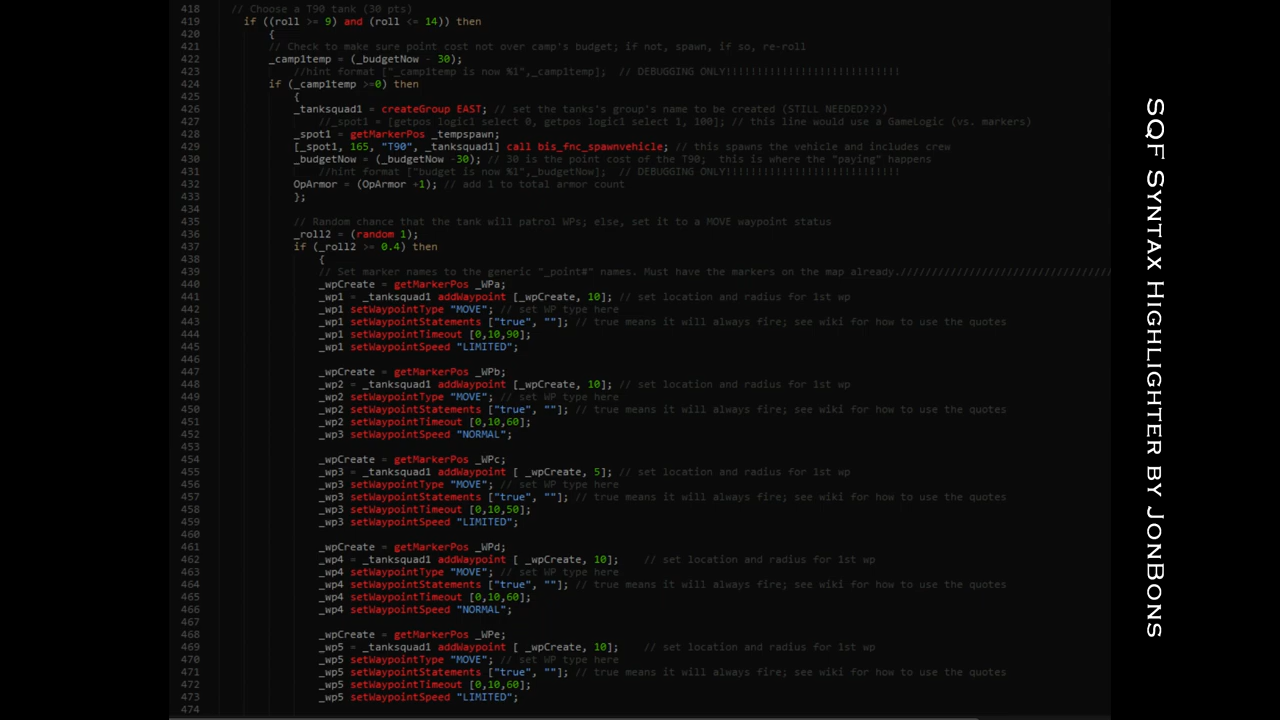 418 // Choose a T90 tank (30 pts)
419 if ((roll >= 9) and (roll <= 14)) then
420 {
421 // Check to make sure point cost not over camp's budget; if not, spawn, if so, re-roll
422 _camp1temp = (_budgetNow - 30);
423 //hint format ["_camp1temp is now %1",_camp1temp]; // DEBUGGING ONLY!!!!!!!!!!!!!!!!!!!!!!!!!!!!
424 if (_camp1temp >=0) then
425 {
426 _tanksquad1 = createGroup EAST; // set the tanks's group's name to be created (STILL NEEDED???)
427 //_spot1 = [getpos logic1 select 0, getpos logic1 select 1, 100]; // this line would use a GameLogic (vs. markers)
428 _spot1 = getMarkerPos _tempspawn;
429 [_spot1, 165, "T90", _tanksquad1] call bis_fnc_spawnvehicle; // this spawns the vehicle and includes crew
430 _budgetNow = (_budgetNow -30); // 30 is the point cost of the T90;  this is where the "paying" happens
431 //hint format ["budget is now %1",_budgetNow]; // DEBUGGING ONLY!!!!!!!!!!!!!!!!!!!!!!!!!!!!
432 OpArmor = (OpArmor +1); // add 1 to total armor count
433 };
434
435 // Random chance that the tank will patrol WPs; else, set it to a MOVE waypoint status
436 _roll2 = (random 1);
437 if (_roll2 >= 0.4) then
438 {
439 // Set marker names to the generic "_point#" names. Must have the markers on the map already.//////////////////////////////////
440 _wpCreate = getMarkerPos _WPa;
441 _wp1 = _tanksquad1 addWaypoint [_wpCreate, 10]; // set location and radius for 1st wp
442 _wp1 setWaypointType "MOVE"; // set WP type here
443 _wp1 setWaypointStatements ["true", ""]; // true means it will always fire; see wiki for how to use the quotes
444 _wp1 setWaypointTimeout [0,10,90];
445 _wp1 setWaypointSpeed "LIMITED";
446
447 _wpCreate = getMarkerPos _WPb;
448 _wp2 = _tanksquad1 addWaypoint [_wpCreate, 10]; // set location and radius for 1st wp
449 _wp2 setWaypointType "MOVE"; // set WP type here
450 _wp2 setWaypointStatements ["true", ""]; // true means it will always fire; see wiki for how to use the quotes
451 _wp2 setWaypointTimeout [0,10,60];
452 _wp3 setWaypointSpeed "NORMAL";
453
454 _wpCreate = getMarkerPos _WPc;
455 _wp3 = _tanksquad1 addWaypoint [ _wpCreate, 5]; // set location and radius for 1st wp
456 _wp3 setWaypointType "MOVE"; // set WP type here
457 _wp3 setWaypointStatements ["true", ""]; // true means it will always fire; see wiki for how to use the quotes
458 _wp3 setWaypointTimeout [0,10,50];
459 _wp3 setWaypointSpeed "LIMITED";
460
461 _wpCreate = getMarkerPos _WPd;
462 _wp4 = _tanksquad1 addWaypoint [ _wpCreate, 10]; // set location and radius for 1st wp
463 _wp4 setWaypointType "MOVE"; // set WP type here
464 _wp4 setWaypointStatements ["true", ""]; // true means it will always fire; see wiki for how to use the quotes
465 _wp4 setWaypointTimeout [0,10,60];
466 _wp4 setWaypointSpeed "NORMAL";
467
468 _wpCreate = getMarkerPos _WPe;
469 _wp5 = _tanksquad1 addWaypoint [ _wpCreate, 10]; // set location and radius for 1st wp
470 _wp5 setWaypointType "MOVE"; // set WP type here
471 _wp5 setWaypointStatements ["true", ""]; // true means it will always fire; see wiki for how to use the quotes
472 _wp5 setWaypointTimeout [0,10,60];
473 _wp5 setWaypointSpeed "LIMITED";
474
SQF Syntax Highlighter by JonBons